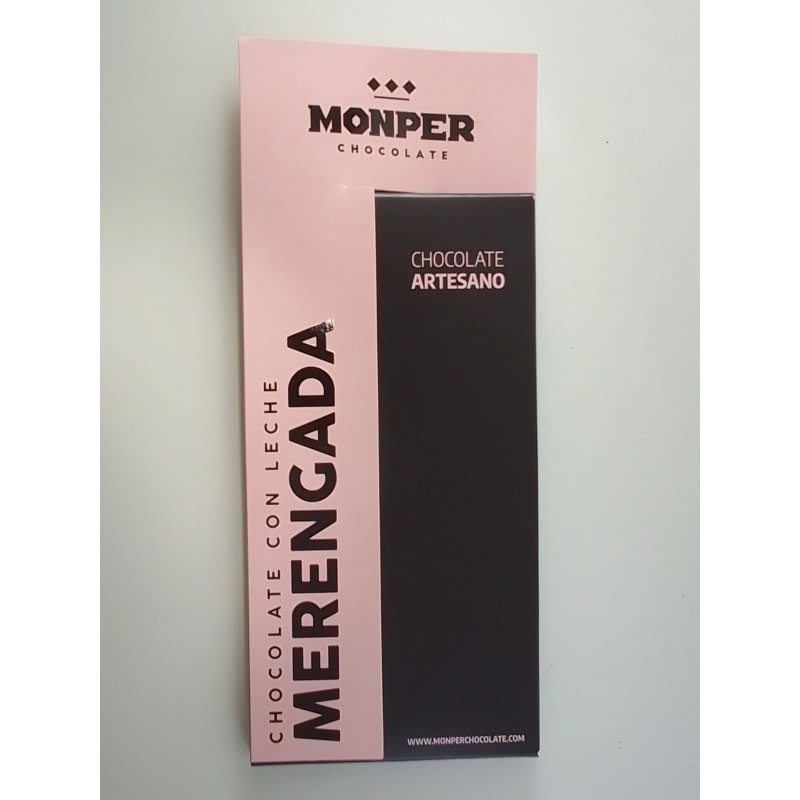 MONPER
CHOCOLATE
CHOCOLATE
ARTESANO
CHOCOLATE CON LECHE
MERENGADA
WWW.MONPERCHOCOLATE.COM